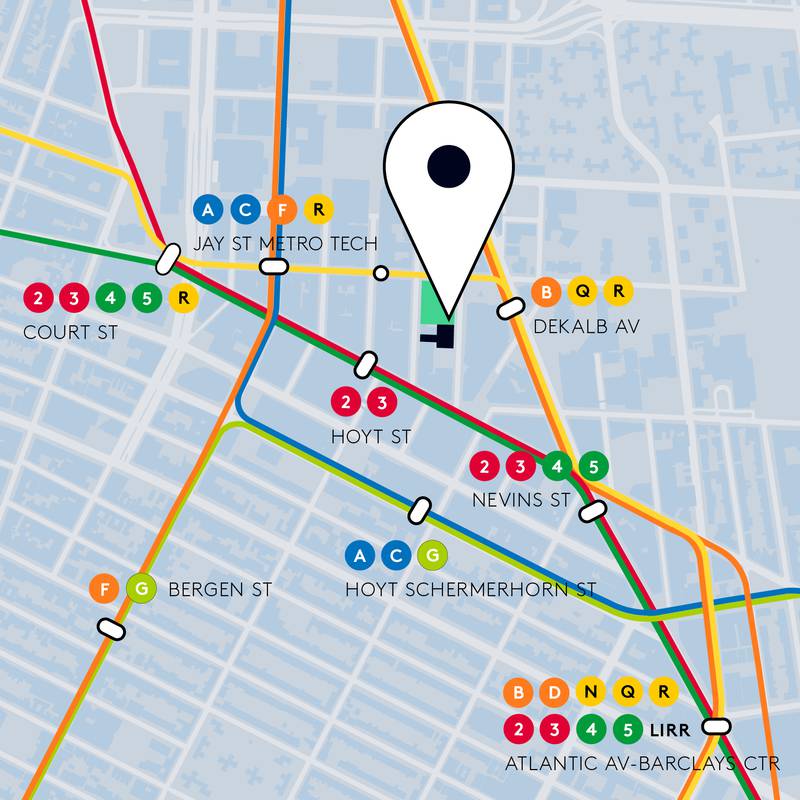 A C F R
JAY ST METRO TECH
2 3 4 5 R
COURT ST
B Q R
DEKALB AV
2 3
HOYT ST
2 3 4 5
NEVINS ST
A C G
HOYT SCHERMERHORN ST
F G BERGEN ST
B D N Q R
2 3 4 5 LIRR
ATLANTIC AV-BARCLAYS CTR